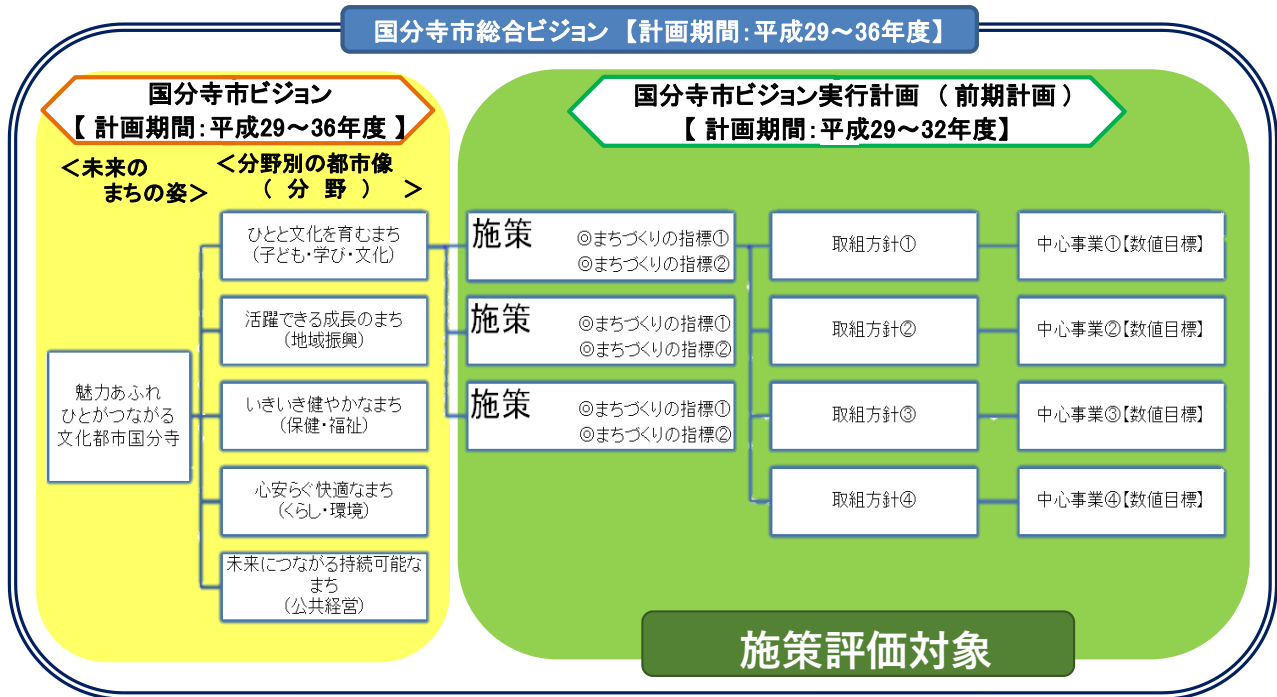 国分寺市総合ビジョン 【計画期間：平成29～36年度】
国分寺市ビジョン
【 計画期間：平成29～36年度 】
＜未来の
まちの姿＞
＜分野別の都市像
（ 分 野 ） ＞
魅力あふれ
ひとがつながる
文化都市国分寺
ひとと文化を育むまち
(子ども・学び・文化)
活躍できる成長のまち
(地域振興)
いきいき健やかなまち
(保健・福祉)
心安らぐ快適なまち
(くらし・環境)
未来につながる持続可能な
まち
(公共経営)
国分寺市ビジョン実行計画 （ 前期計画 ）
【 計画期間：平成29～32年度】
施策 ◎まちづくりの指標①
◎まちづくりの指標②
施策 ◎まちづくりの指標①
◎まちづくりの指標②
施策 ◎まちづくりの指標①
◎まちづくりの指標②
取組方針①
中心事業①【数値目標】
取組方針②
中心事業②【数値目標】
取組方針③
中心事業③【数値目標】
取組方針④
中心事業④【数値目標】
施策評価対象